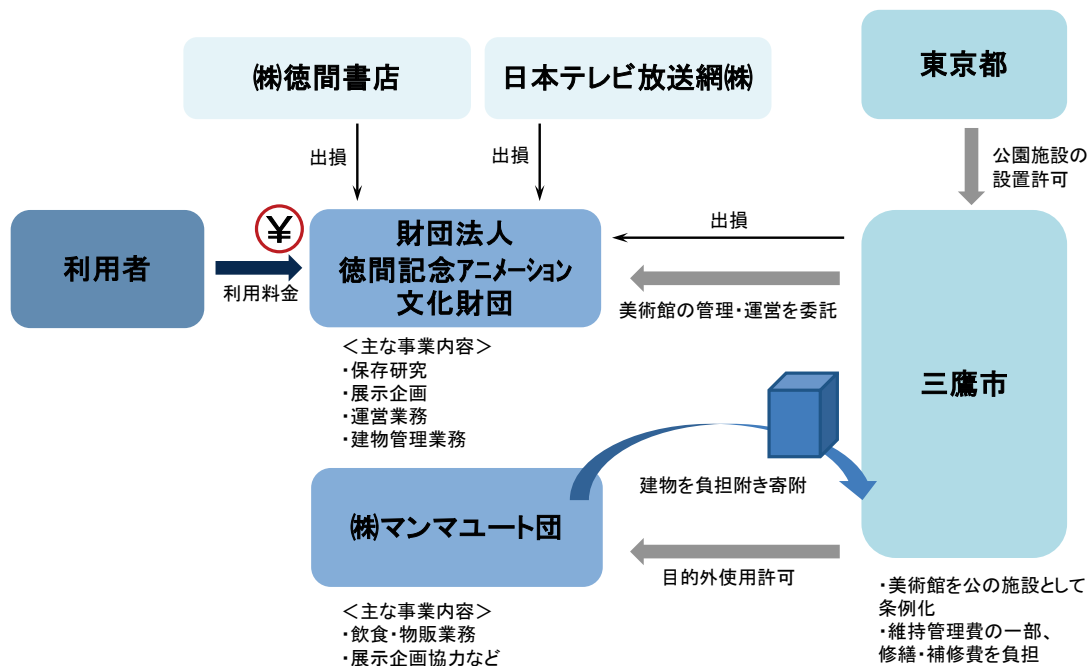 ㈱徳間書店
日本テレビ放送網㈱
東京都
出損
出損
公園施設の
設置許可
利用者
¥
利用料金
財団法人
徳間記念アニメーション
文化財団
出損
美術館の管理・運営を委託
三鷹市
＜主な事業内容＞
・保存研究
・展示企画
・運営業務
・建物管理業務
建物を負担附き寄附
㈱マンマユート団
目的外使用許可
＜主な事業内容＞
・飲食・物販業務
・展示企画協力など
・美術館を公の施設として
条例化
・維持管理費の一部、
修繕・補修費を負担